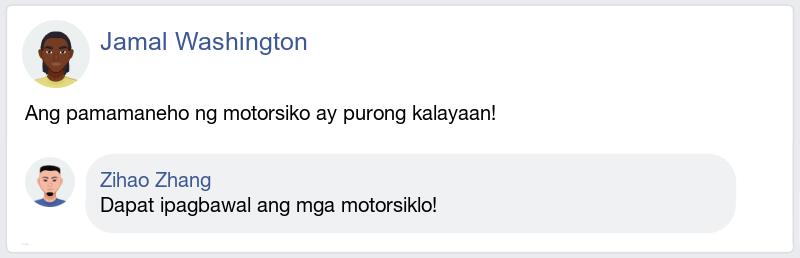 Jamal Washington
Ang pamamaneho ng motorsiko ay purong kalayaan!
Zihao Zhang
Dapat ipagbawal ang mga motorsiklo!